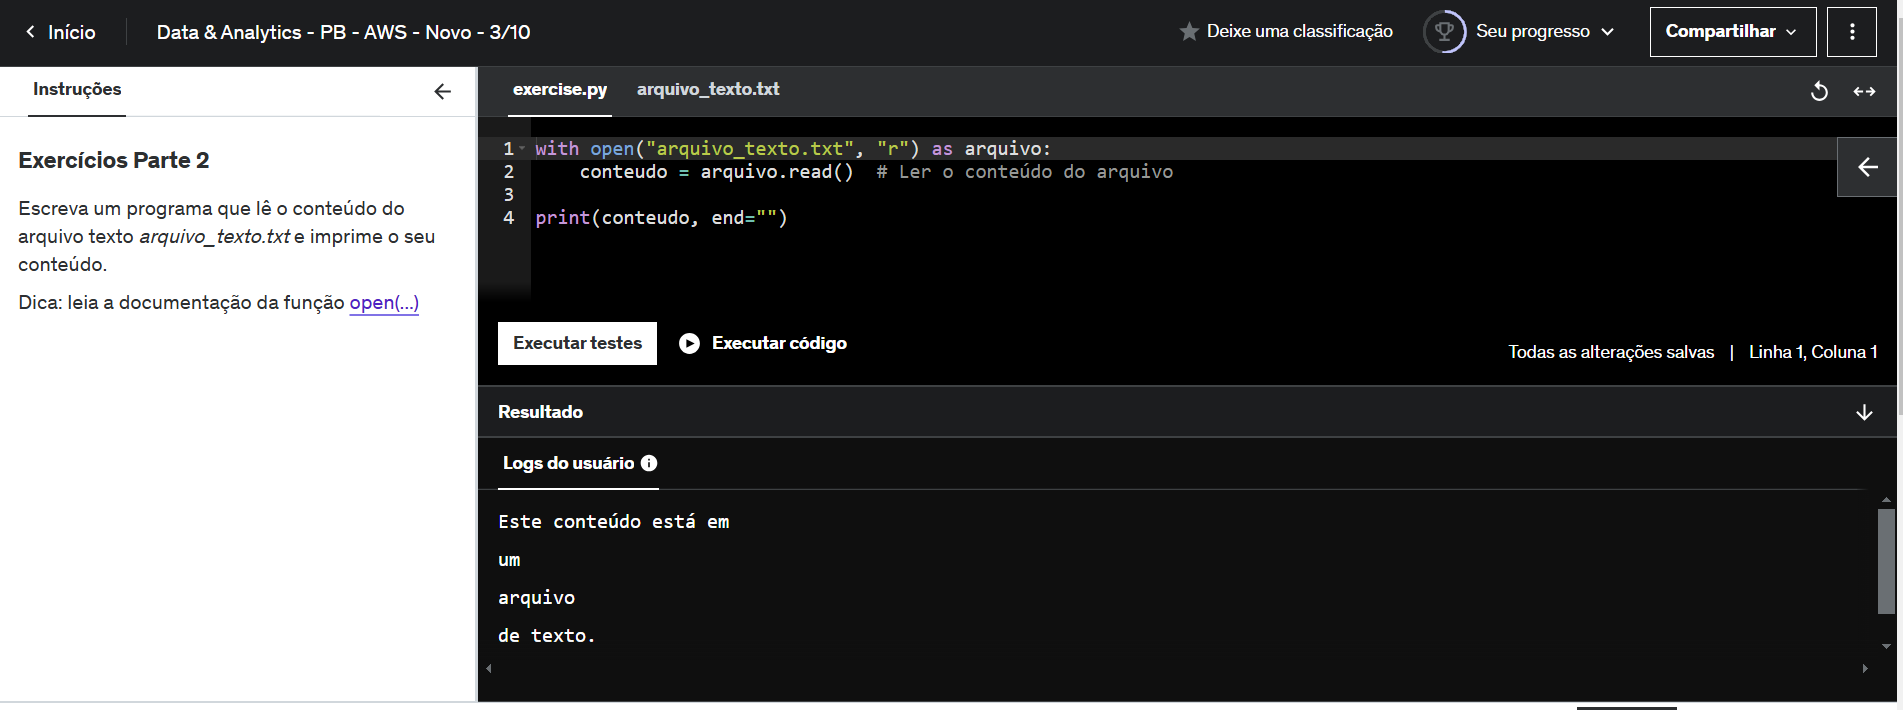 Início
Data & Analytics - PB - AWS - Novo - 3/10
Deixe uma classificação
Seu progresso
Compartilhar
Instruções
Exercícios Parte 2
Escreva um programa que lê o conteúdo do
arquivo texto arquivo_texto.txt e imprime o seu
conteúdo.
Dica: leia a documentação da função open(...)
exercise.py
arquivo_texto.txt
1 with open("arquivo_texto.txt", "r") as arquivo:
2     conteudo = arquivo.read()  # Ler o conteúdo do arquivo
3
4 print(conteudo, end="")
Executar testes
Executar código
Todas as alterações salvas | Linha 1, Coluna 1
Resultado
Logs do usuário
Este conteúdo está em
um
arquivo
de texto.